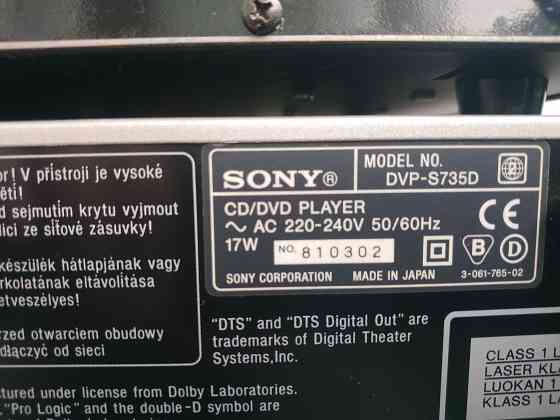 or! V přístroji je vysoké
ětí!
d sejmutím krytu vyjmout
lici ze síťové zásuvky!
készülék hátlapjának vagy
rkolatának eltávolítása
etveszélyes!
rzed otwarciem obudowy
dłączyć od sieci
SONY®
MODEL NO.
DVP-S735D
2
CD/DVD PLAYER
~ AC 220-240V 50/60Hz
17W
NO. 810302
CE
B
D
SONY CORPORATION MADE IN JAPAN
3-061-765-02
"DTS" and "DTS Digital Out" are
trademarks of Digital Theater
Systems,Inc.
ctured under license from Dolby Laboratories.
"Pro Logic" and the double-D symbol are
CLASS 1 L
LASER KLA
LUOKAN 1
KLASS 1 L